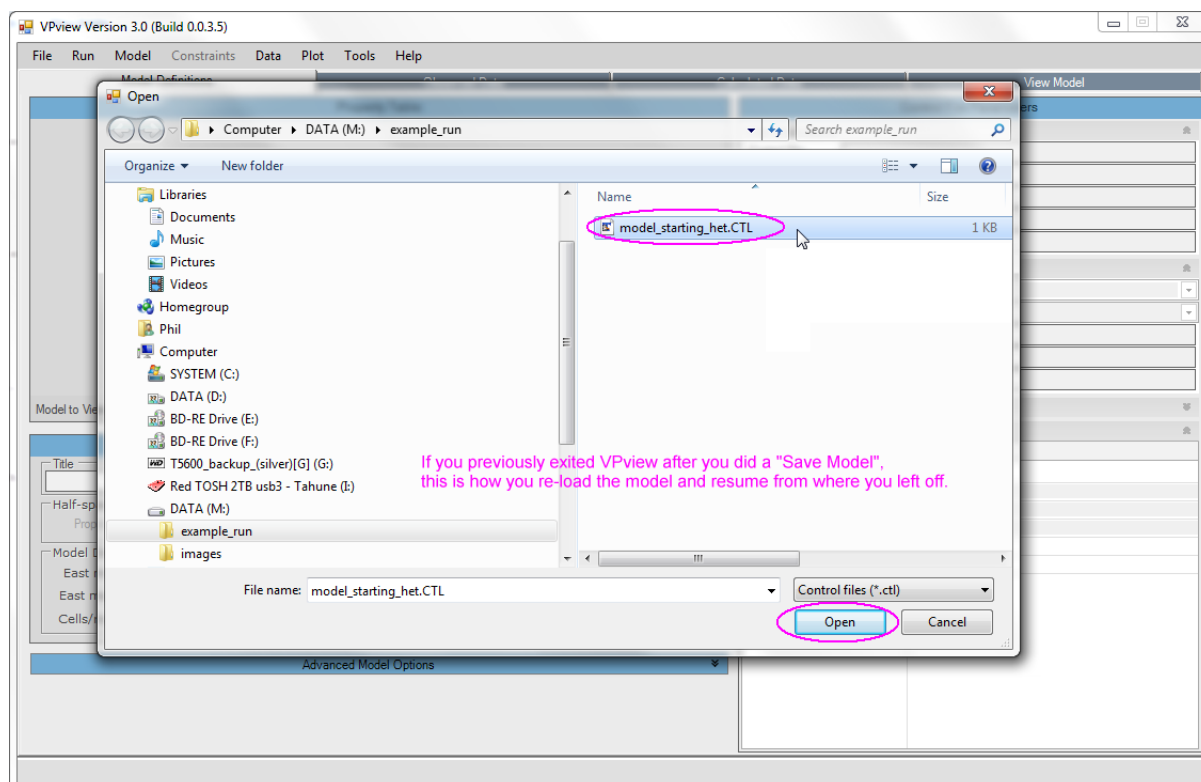 VPview Version 3.0 (Build 0.0.3.5)
File Run Model Constraints Data Plot Tools Help
Model Definitions
View Model
Open
Computer DATA (M:) example_run
Search example_run
Organize New folder
Libraries
Documents
Music
Pictures
Videos
Homegroup
Phil
Computer
SYSTEM (C:)
DATA (D:)
BD-RE Drive (E:)
BD-RE Drive (F:)
T5600_backup_(silver)[G] (G:)
Red TOSH 2TB usb3 - Tahune (I:)
DATA (M:)
example_run
images
Name Size
model_starting_het.CTL 1 KB
If you previously exited VPview after you did a "Save Model",
this is how you re-load the model and resume from where you left off.
File name: model_starting_het.CTL Control files (*.ctl)
Open Cancel
Model to Vie
Title
Half-sp
Prop
Model D
East
East
Cells/
Advanced Model Options